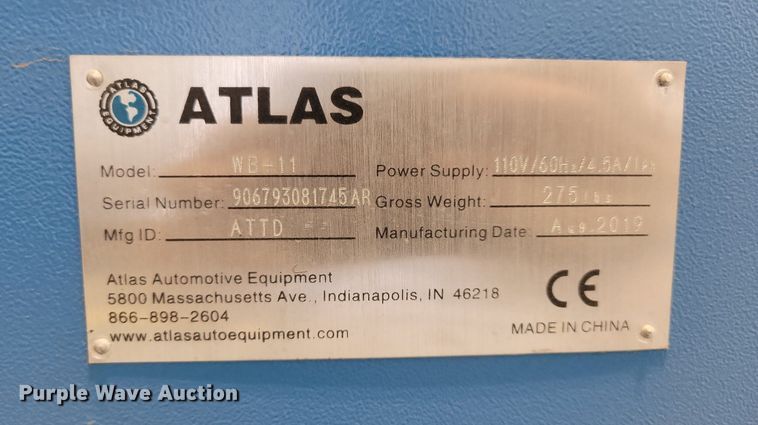 ATLAS EQUIPMENT
ATLAS
Model: WB-11
Power Supply: 110V/60Hz/4.5A/1PH
Serial Number: 906793081745AR
Gross Weight: 275lbs
Mfg ID: ATTD
Manufacturing Date: Aug.2019
Atlas Automotive Equipment
5800 Massachusetts Ave., Indianapolis, IN 46218
866-898-2604
www.atlasautoequipment.com
CE
MADE IN CHINA
Purple Wave Auction